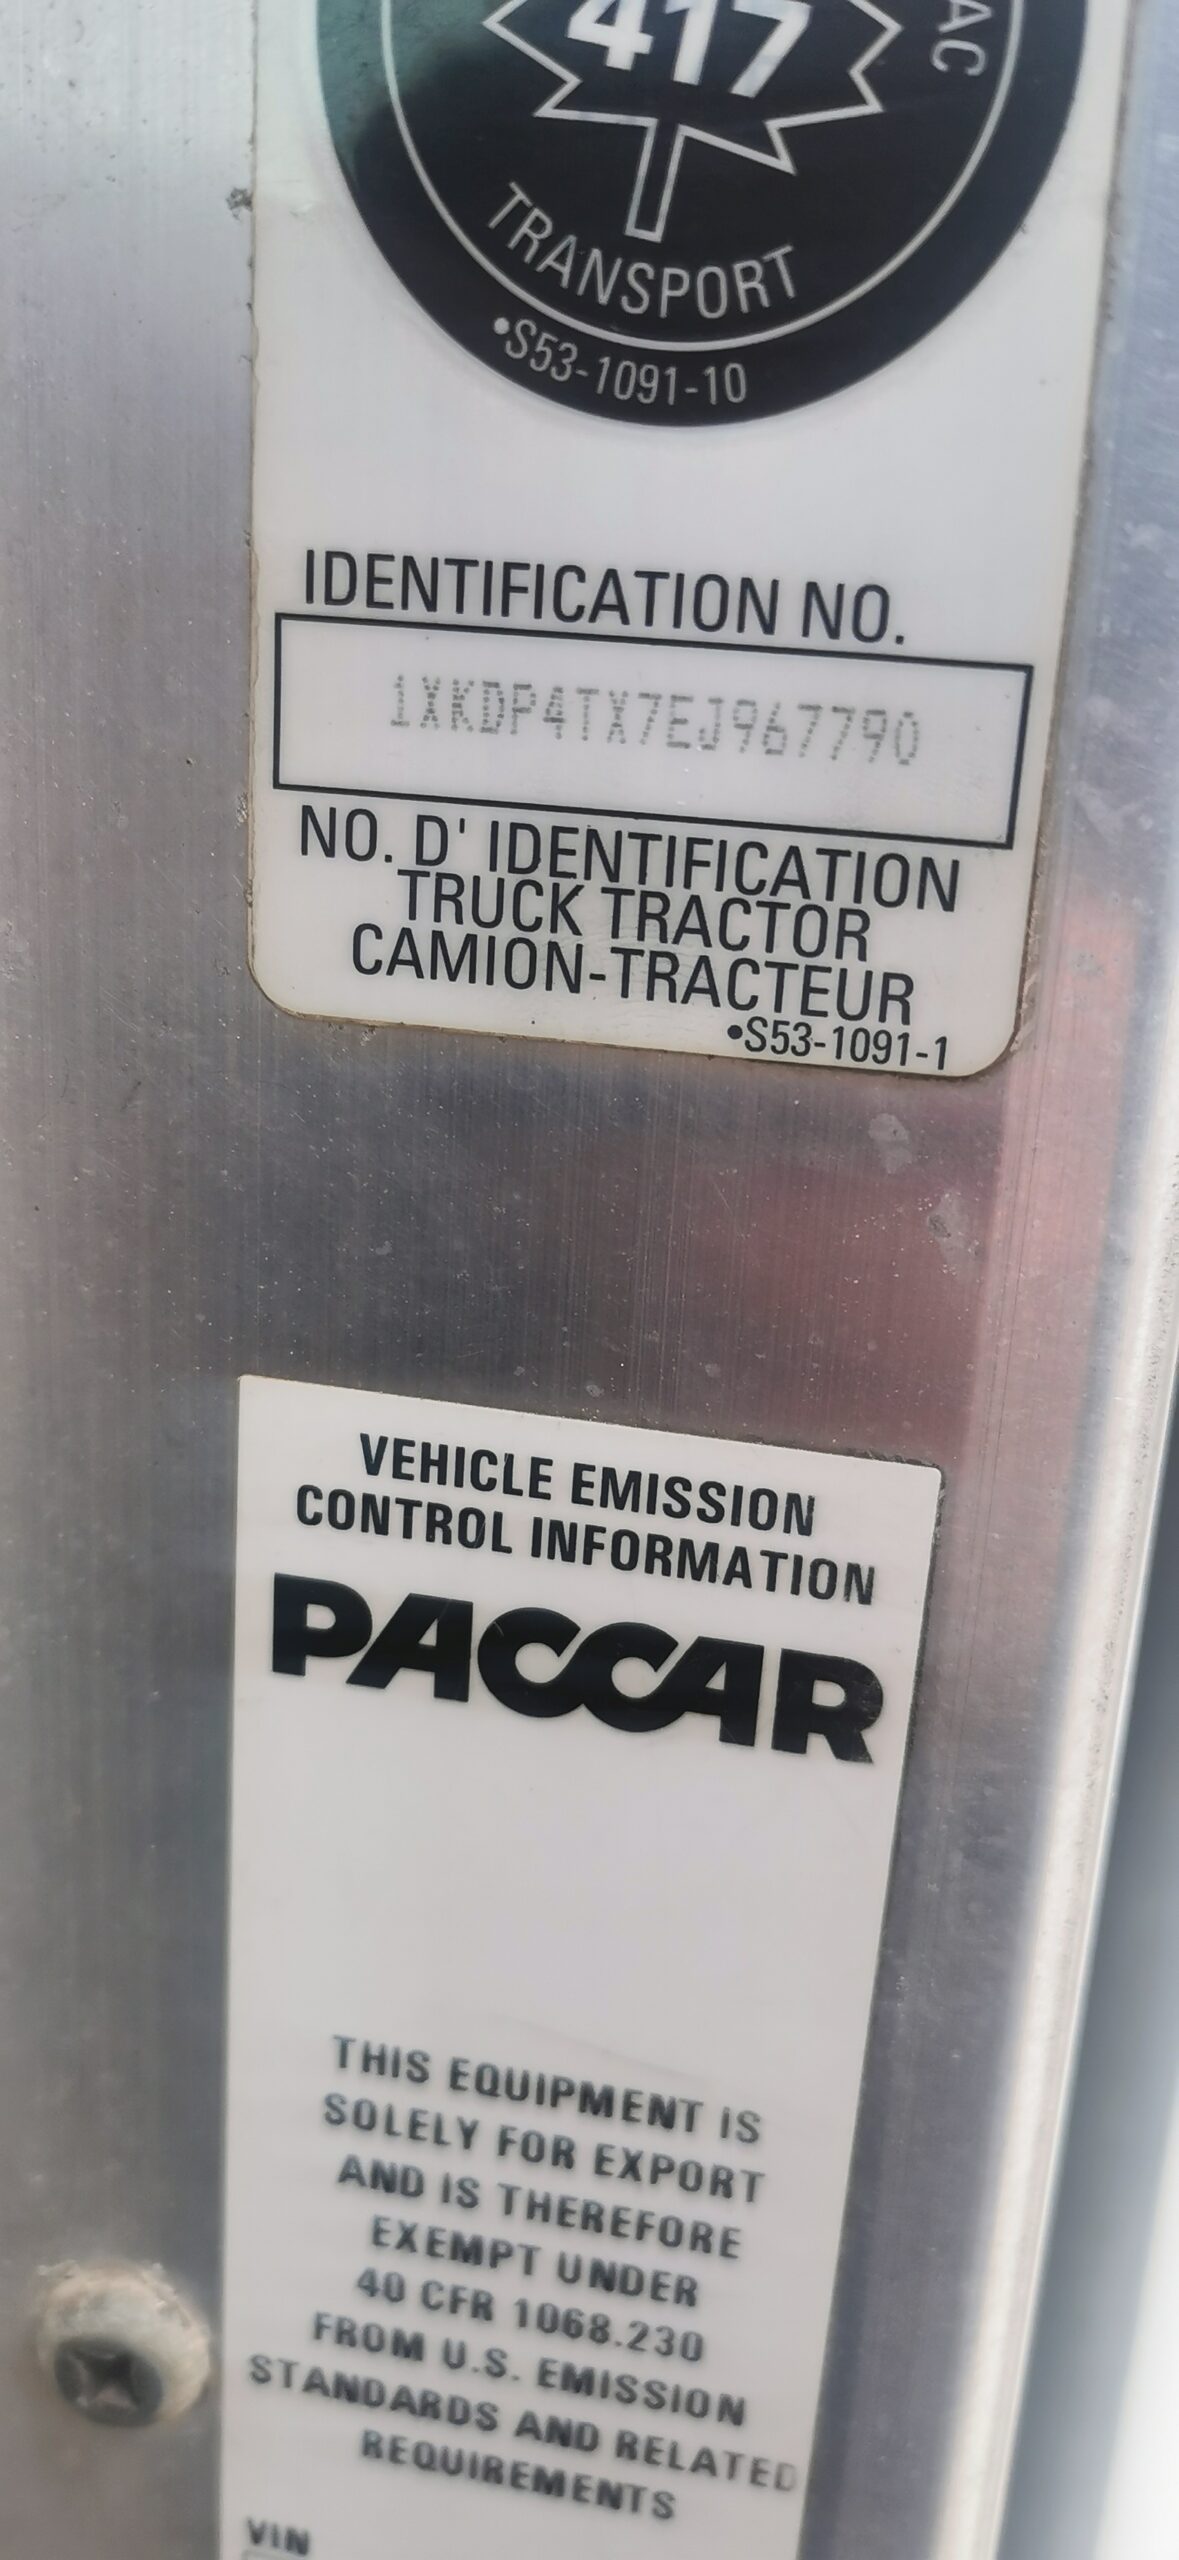 417
AC
TRANSPORT
•S53-1091-10
IDENTIFICATION NO.
1XKDP4TX7EJ967790
NO. D' IDENTIFICATION
TRUCK TRACTOR
CAMION-TRACTEUR
•S53-1091-1
VEHICLE EMISSION
CONTROL INFORMATION
PACCAR
THIS EQUIPMENT IS
SOLELY FOR EXPORT
AND IS THEREFORE
EXEMPT UNDER
40 CFR 1068.230
FROM U.S. EMISSION
STANDARDS AND RELATED
REQUIREMENTS
VIN